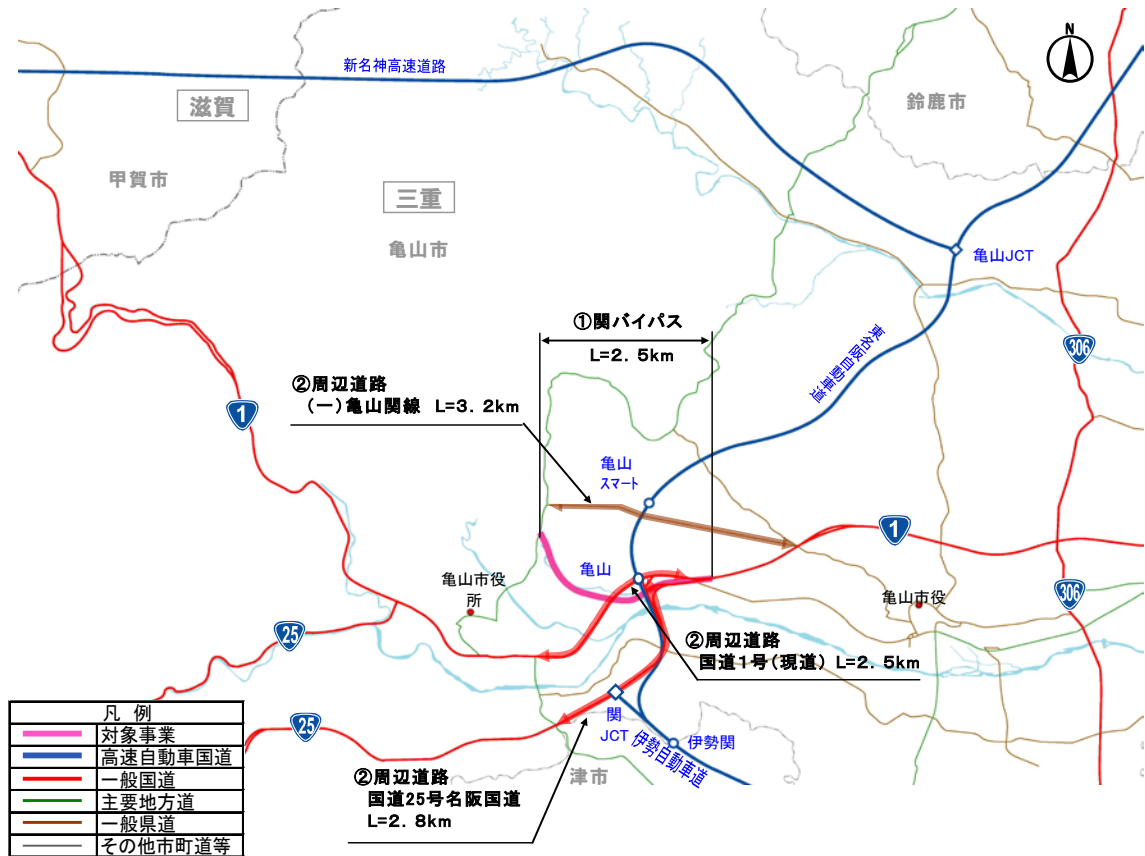 新名神高速道路
N
滋賀
鈴鹿市
甲賀市
三重
亀山市
亀山JCT
①関バイパス
L=2.5km
東名阪自動車道
306
②周辺道路
(一)亀山関線 L=3.2km
1
亀山
スマート
1
亀山
亀山市役
所
亀山市役
306
25
②周辺道路
国道1号(現道) L=2.5km
関
JCT
伊勢関
伊勢自動車道
25
津市
②周辺道路
国道25号名阪国道
L=2.8km
凡 例
対象事業
高速自動車国道
一般国道
主要地方道
一般県道
その他市町道等